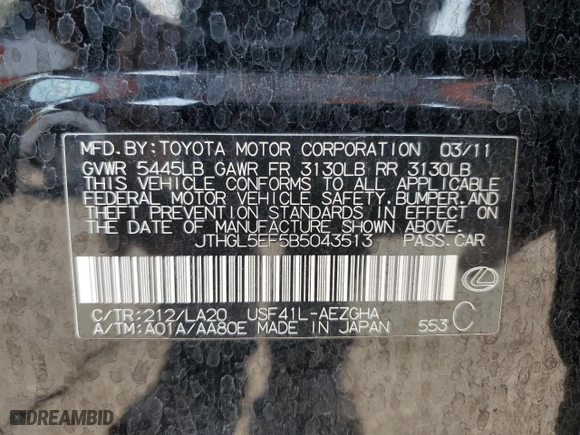 MFD. BY: TOYOTA MOTOR CORPORATION 03/11
GVWR 5445LB GAWR FR 3130LB RR 3130LB
THIS VEHICLE CONFORMS TO ALL APPLICABLE
FEDERAL MOTOR VEHICLE SAFETY, BUMPER, AND
THEFT PREVENTION STANDARDS IN EFFECT ON
THE DATE OF MANUFACTURE SHOWN ABOVE.
JTHGL5EF5B5043513 PASS. CAR
C/TR: 212/LA20 USF41L-AEZGHA
A/TM: A01A/AA80E MADE IN JAPAN 553 C
DREAMBID